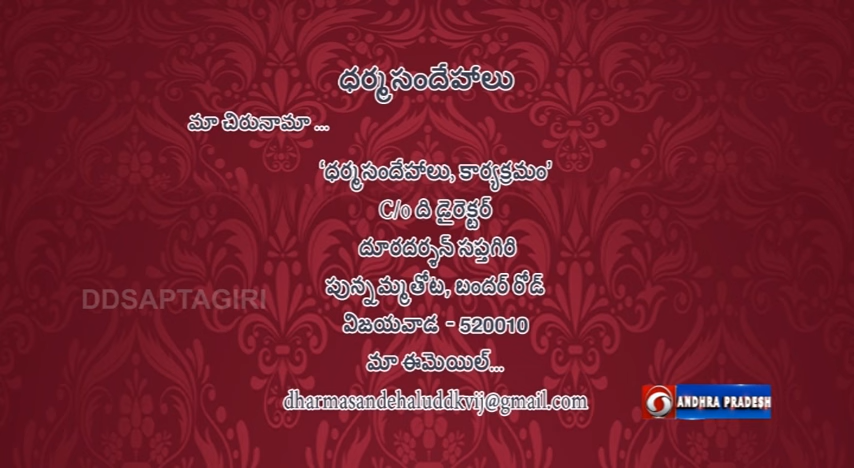 ధర్మసందేహాలు
మా చిరునామా ...
‘ధర్మసందేహాలు, కార్యక్రమం’
C/o ది డైరెక్టర్
దూరదర్శన్ సప్తగిరి
పున్నమ్మతోట, బందర్ రోడ్
విజయవాడ - 520010
మా ఈమెయిల్...
dharmasandehaluddkvij@gmail.com
DDSAPTAGIRI
ANDHRA PRADESH